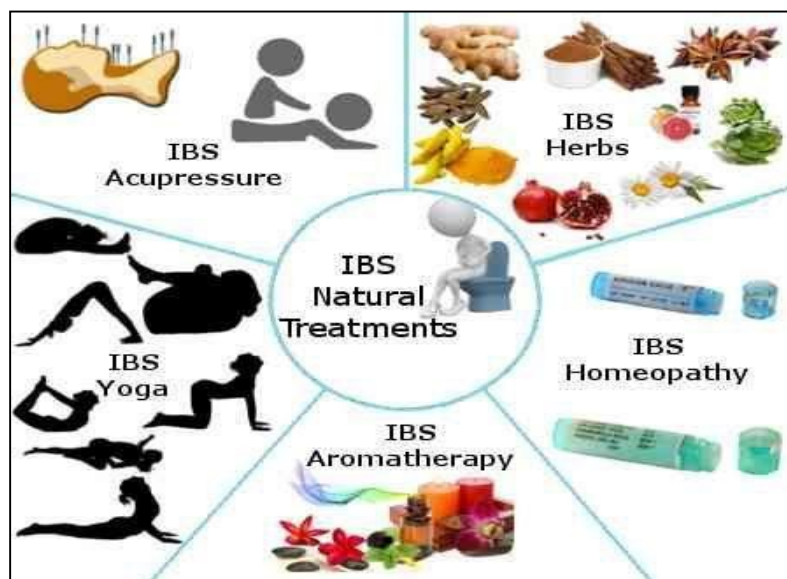 IBS
Acupressure
IBS
Herbs
IBS
Natural
Treatments
IBS
Yoga
IBS
Homeopathy
IBS
Aromatherapy